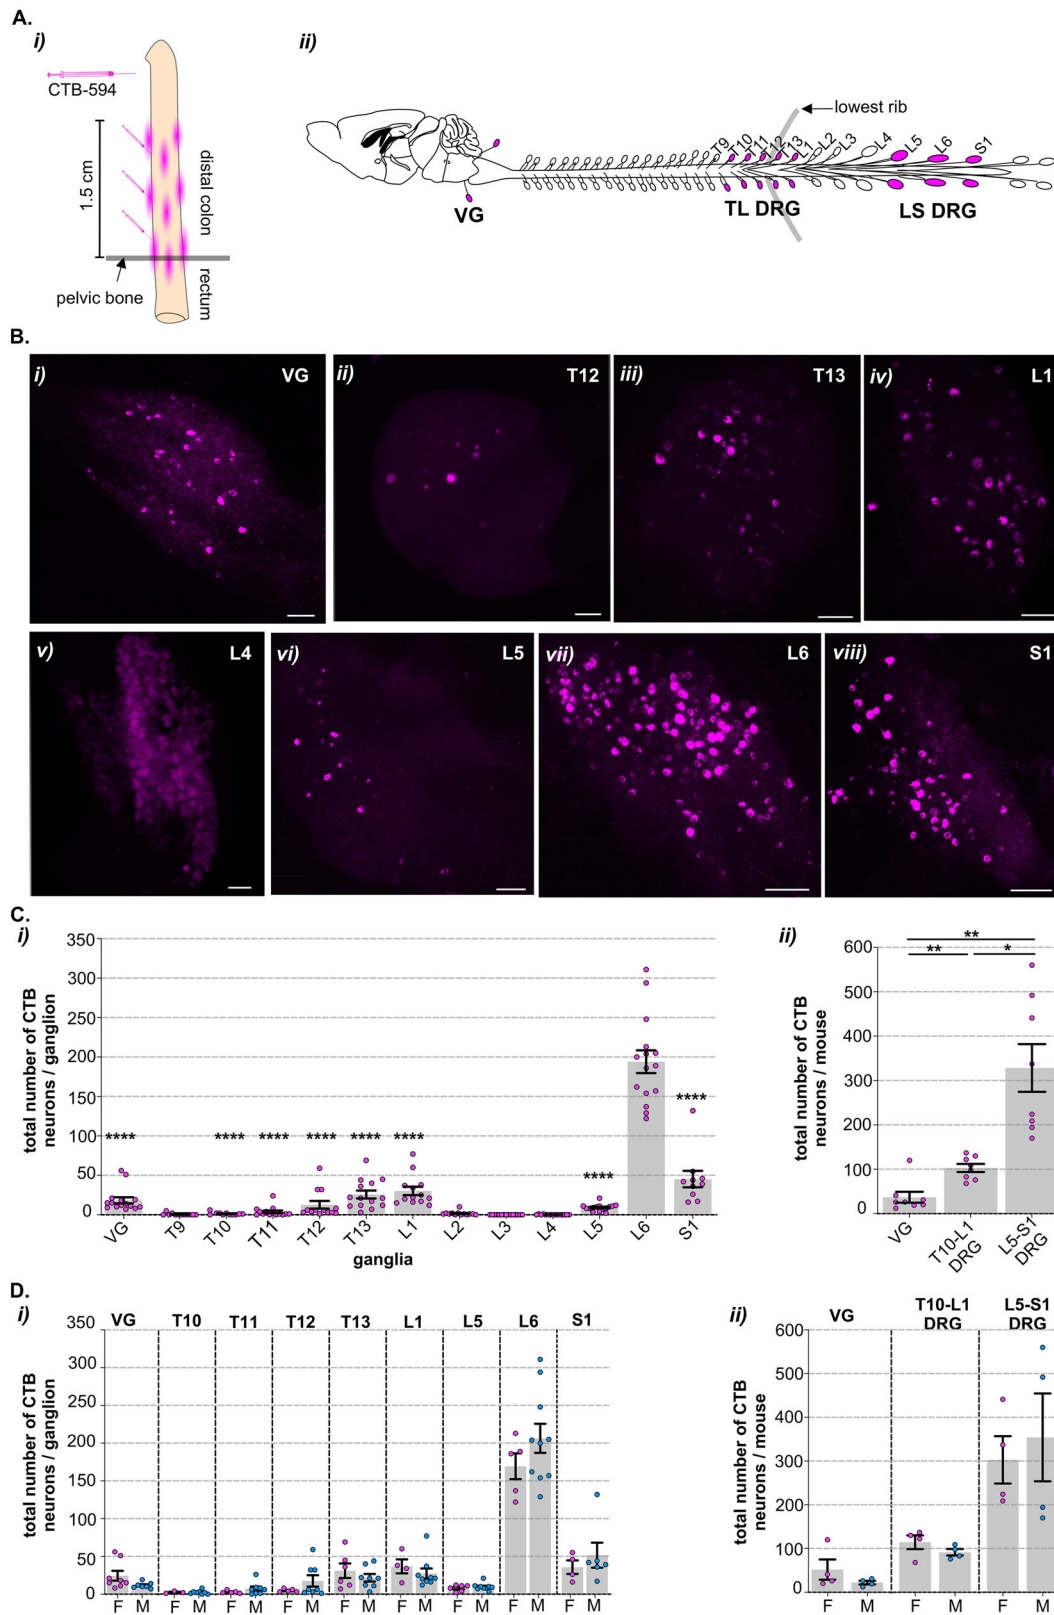 A.
i)
CTB-594
1.5 cm
distal colon
pelvic bone
rectum
ii)
lowest rib
T9 T10 T11 T12 T13 L1 L2 L3 L4 L5 L6 S1
VG
TL DRG
LS DRG
B.
i) VG
ii) T12
iii) T13
iv) L1
v) L4
vi) L5
vii) L6
viii) S1
C.
i)
total number of CTB
neurons / ganglion
350
300
250
200
150
100
50
0
**** **** **** **** **** **** **** ****
VG T9 T10 T11 T12 T13 L1 L2 L3 L4 L5 L6 S1
ganglia
ii)
total number of CTB
neurons / mouse
600
500
400
300
200
100
0
**
** *
VG
T10-L1
DRG
L5-S1
DRG
D.
i)
total number of CTB
neurons / ganglion
350
300
250
200
150
100
50
0
VG T10 T11 T12 T13 L1 L5 L6 S1
F M F M F M F M F M F M F M F M F M
ii)
total number of CTB
neurons / mouse
600
500
400
300
200
100
0
VG
T10-L1
DRG
L5-S1
DRG
F M F M F M